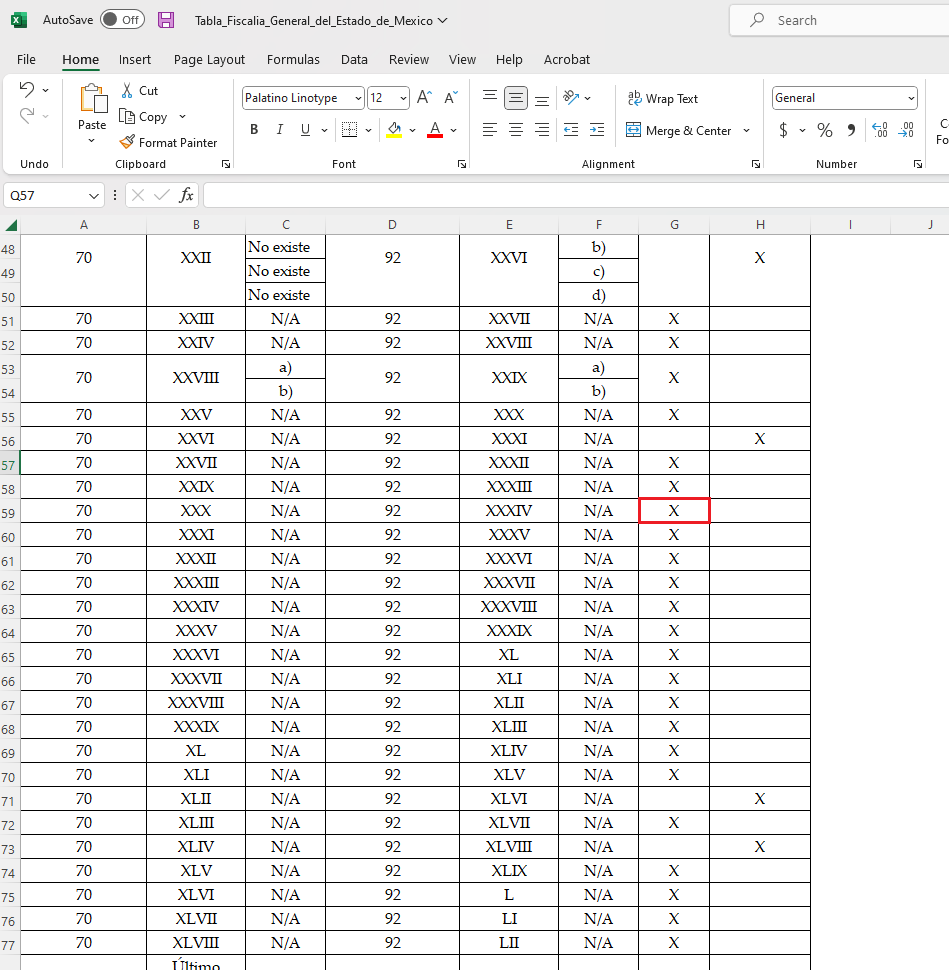 AutoSave Off Tabla_Fiscalia_General_del_Estado_de_Mexico Search
File Home Insert Page Layout Formulas Data Review View Help Acrobat
Paste Cut Copy Format Painter
Palatino Linotype 12 A A
B I U A
ab Wrap Text
Merge & Center
General
$ % 9 .00 .00
Undo Clipboard Font Alignment Number
Q57 fx
A B C D E F G H I J
48 70 XXII No existe 92 XXVI b) X
49 No existe c)
50 No existe d)
51 70 XXIII N/A 92 XXVII N/A X
52 70 XXIV N/A 92 XXVIII N/A X
53 70 XXVIII a) 92 XXIX a) X
54 b) b)
55 70 XXV N/A 92 XXX N/A X
56 70 XXVI N/A 92 XXXI N/A X
57 70 XXVII N/A 92 XXXII N/A X
58 70 XXIX N/A 92 XXXIII N/A X
59 70 XXX N/A 92 XXXIV N/A X
60 70 XXXI N/A 92 XXXV N/A X
61 70 XXXII N/A 92 XXXVI N/A X
62 70 XXXIII N/A 92 XXXVII N/A X
63 70 XXXIV N/A 92 XXXVIII N/A X
64 70 XXXV N/A 92 XXXIX N/A X
65 70 XXXVI N/A 92 XL N/A X
66 70 XXXVII N/A 92 XLI N/A X
67 70 XXXVIII N/A 92 XLII N/A X
68 70 XXXIX N/A 92 XLIII N/A X
69 70 XL N/A 92 XLIV N/A X
70 70 XLI N/A 92 XLV N/A X
71 70 XLII N/A 92 XLVI N/A X
72 70 XLIII N/A 92 XLVII N/A X
73 70 XLIV N/A 92 XLVIII N/A X
74 70 XLV N/A 92 XLIX N/A X
75 70 XLVI N/A 92 L N/A X
76 70 XLVII N/A 92 LI N/A X
77 70 XLVIII N/A 92 LII N/A X
Último